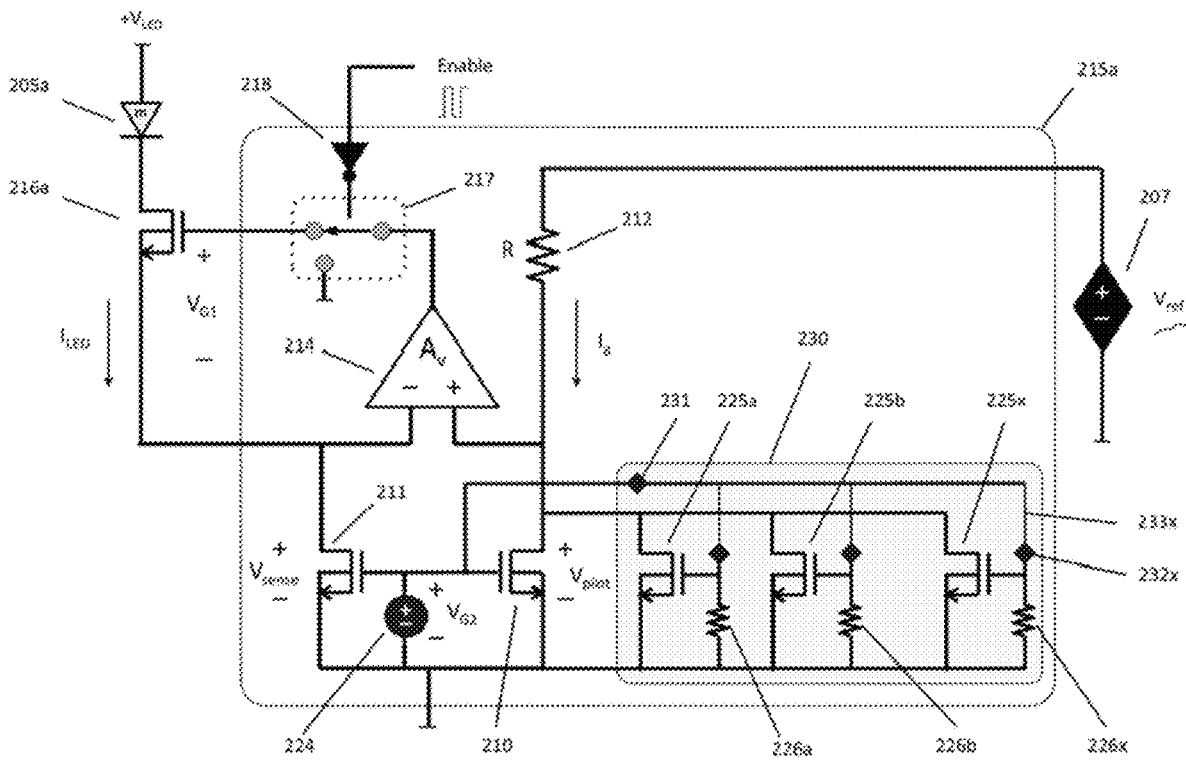 +V_LED
205a
218
Enable
215a
217
216a
212
207
R
+
V_G1
−
I_LED
214
A_v
− +
I_a
+
−
V_ref
230
231
225a
225b
225x
211
+
V_sense
−
+
V_G2
−
+
V_pilot
−
233x
232x
224
210
226a
226b
226x